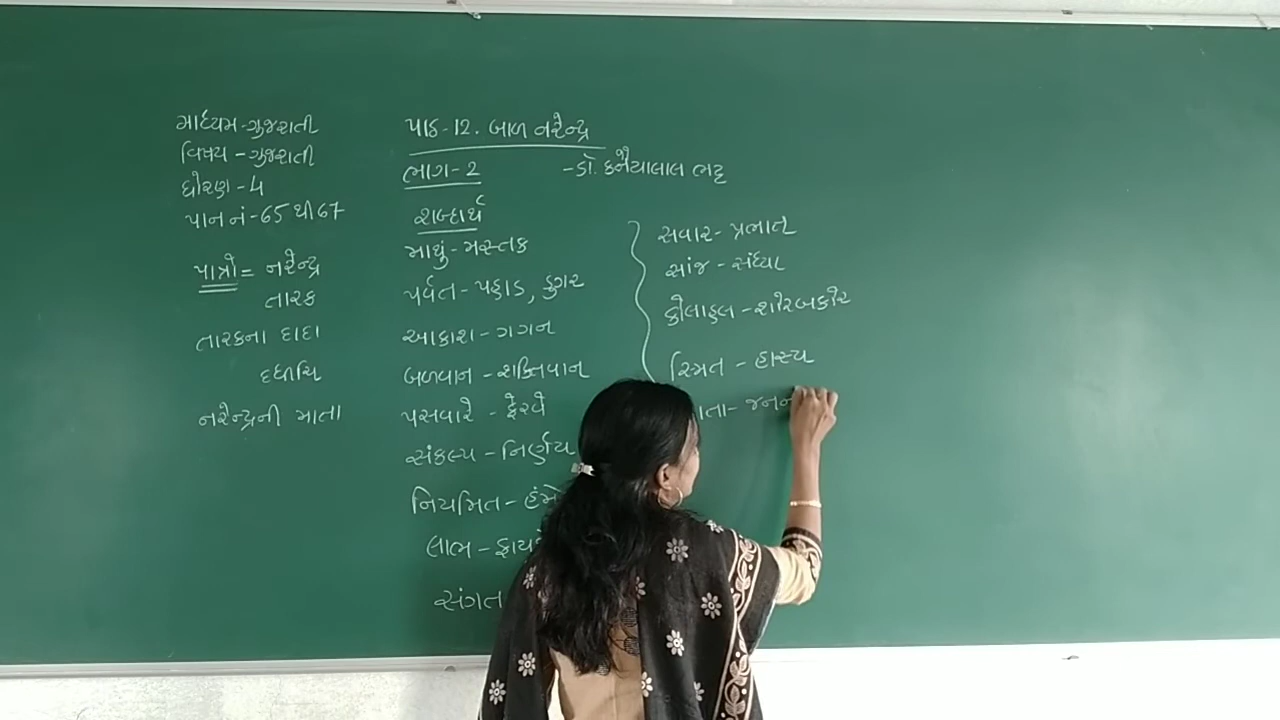 માધ્યમ-ગુજરાતી
વિષય - ગુજરાતી
ધોરણ - 4
પાન નં-65 થી 67
પાત્રો = નરેન્દ્ર
તારક
તારકના દાદા
દધીચિ
નરેન્દ્રની માતા
પાઠ-12. બાળ નરેન્દ્ર
ભાગ-2
-ડૉ. કનૈયાલાલ ભટ્ટ
શબ્દાર્થ
માથું-મસ્તક
પર્વત-પહાડ, ડુગર
આકાશ-ગગન
બળવાન - શક્તિવાન
પસવારે - ફેરવે
સંકલ્પ - નિર્ણય
નિયમિત -
લાભ -
સંગત
સવાર- પ્રભાત
સાંજ - સંધ્યા
કોલાહલ-શોરબકોર
સ્મિત - હાસ્ય